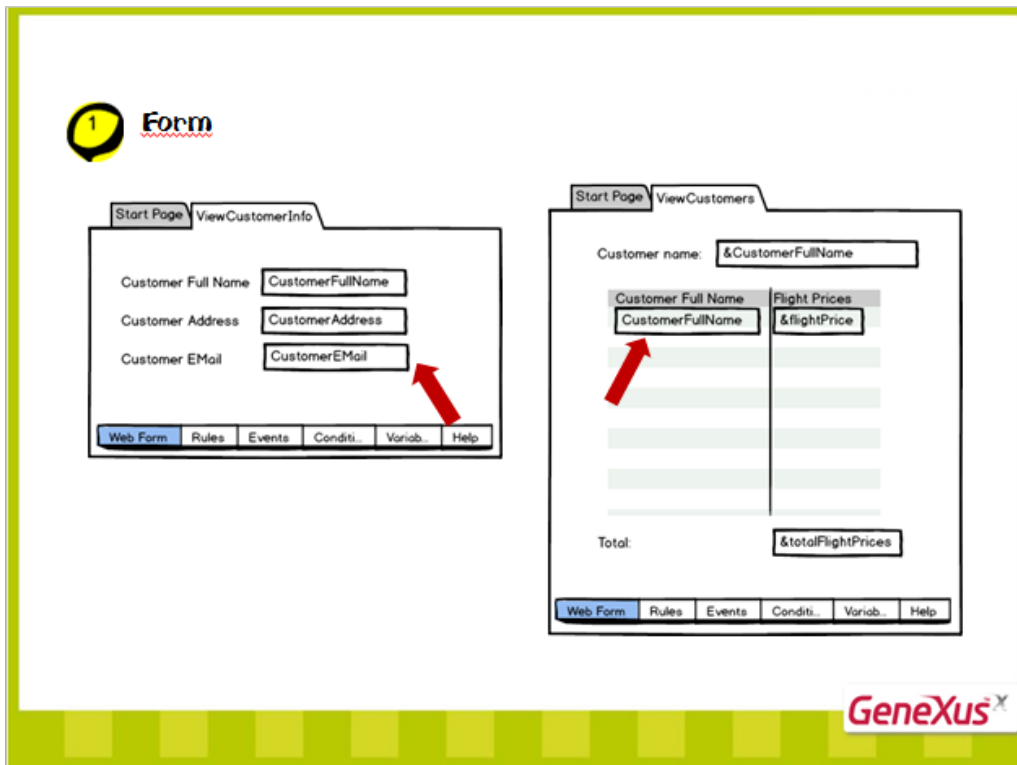 1 Form
Start Page ViewCustomerInfo
Customer Full Name CustomerFullName
Customer Address CustomerAddress
Customer EMail CustomerEMail
Web Form Rules Events Conditi... Variab... Help
Start Page ViewCustomers
Customer name: &CustomerFullName
Customer Full Name Flight Prices
CustomerFullName &flightPrice
Total: &totalFlightPrices
Web Form Rules Events Conditi... Variab... Help
GeneXus X